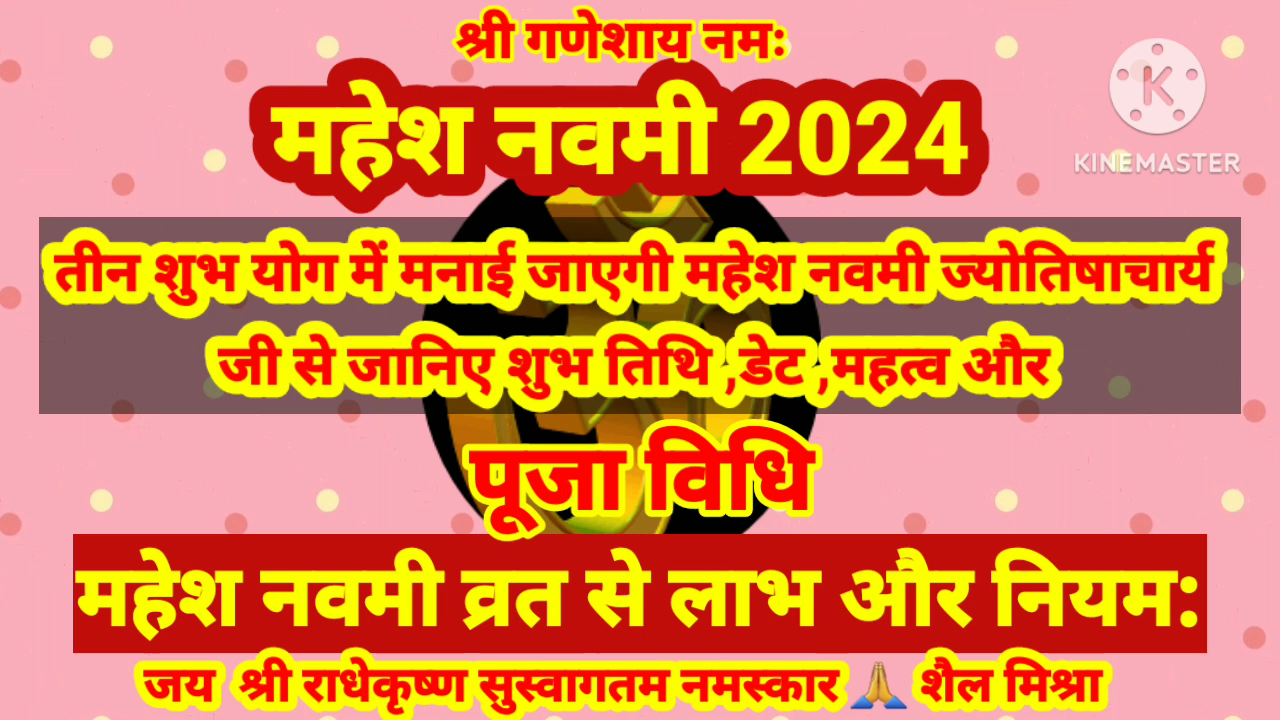 श्री गणेशाय नमः
महेश नवमी 2024
K
KINEMASTER
तीन शुभ योग में मनाई जाएगी महेश नवमी ज्योतिषाचार्य
जी से जानिए शुभ तिथि ,डेट ,महत्व और
पूजा विधि
महेश नवमी व्रत से लाभ और नियम:
जय श्री राधेकृष्ण सुस्वागतम नमस्कार 🙏 शैल मिश्रा